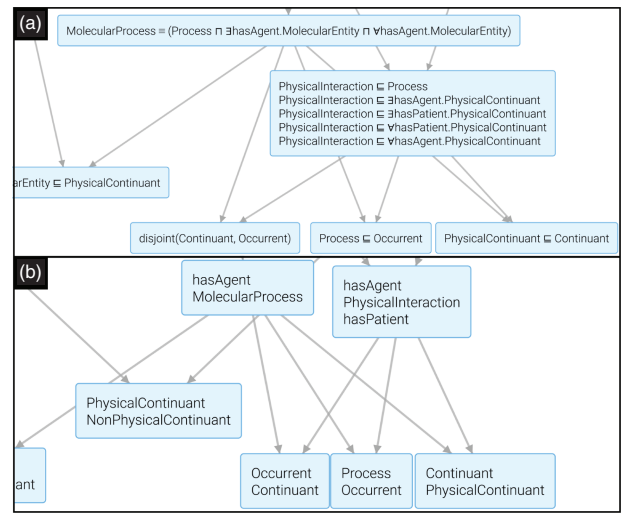 (a)
MolecularProcess ≡ (Process ⊓ ∃hasAgent.MolecularEntity ⊓ ∀hasAgent.MolecularEntity)
PhysicalInteraction ⊑ Process
PhysicalInteraction ⊑ ∃hasAgent.PhysicalContinuant
PhysicalInteraction ⊑ ∃hasPatient.PhysicalContinuant
PhysicalInteraction ⊑ ∀hasPatient.PhysicalContinuant
PhysicalInteraction ⊑ ∀hasAgent.PhysicalContinuant
arEntity ⊑ PhysicalContinuant
disjoint(Continuant, Occurrent)
Process ⊑ Occurrent
PhysicalContinuant ⊑ Continuant
(b)
hasAgent
MolecularProcess
hasAgent
PhysicalInteraction
hasPatient
PhysicalContinuant
NonPhysicalContinuant
ant
Occurrent
Continuant
Process
Occurrent
Continuant
PhysicalContinuant